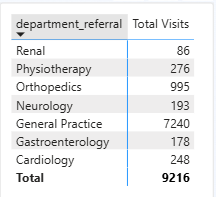 department_referral Total Visits
Renal 86
Physiotherapy 276
Orthopedics 995
Neurology 193
General Practice 7240
Gastroenterology 178
Cardiology 248
Total 9216